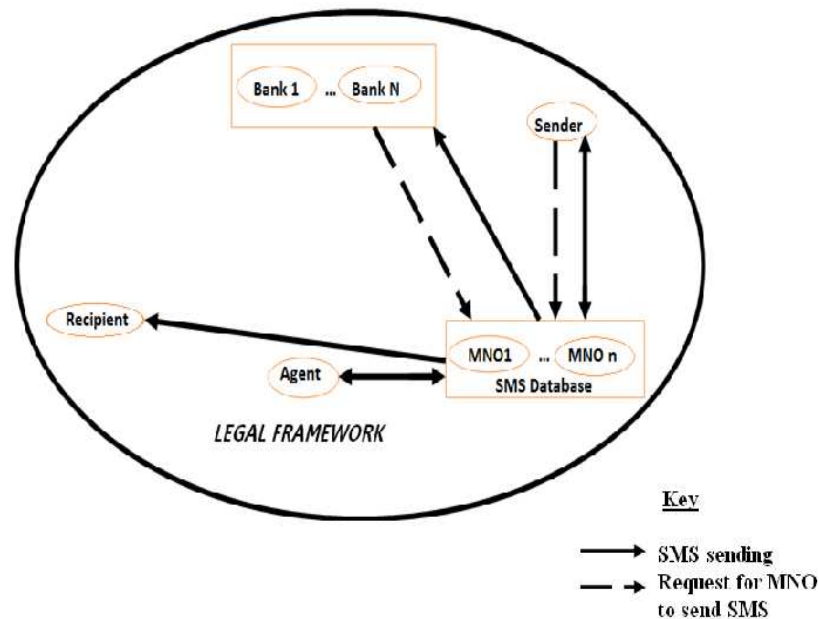 Bank 1 ... Bank N
Sender
Recipient
MNO1 ... MNO n
SMS Database
Agent
LEGAL FRAMEWORK
Key
SMS sending
Request for MNO
to send SMS